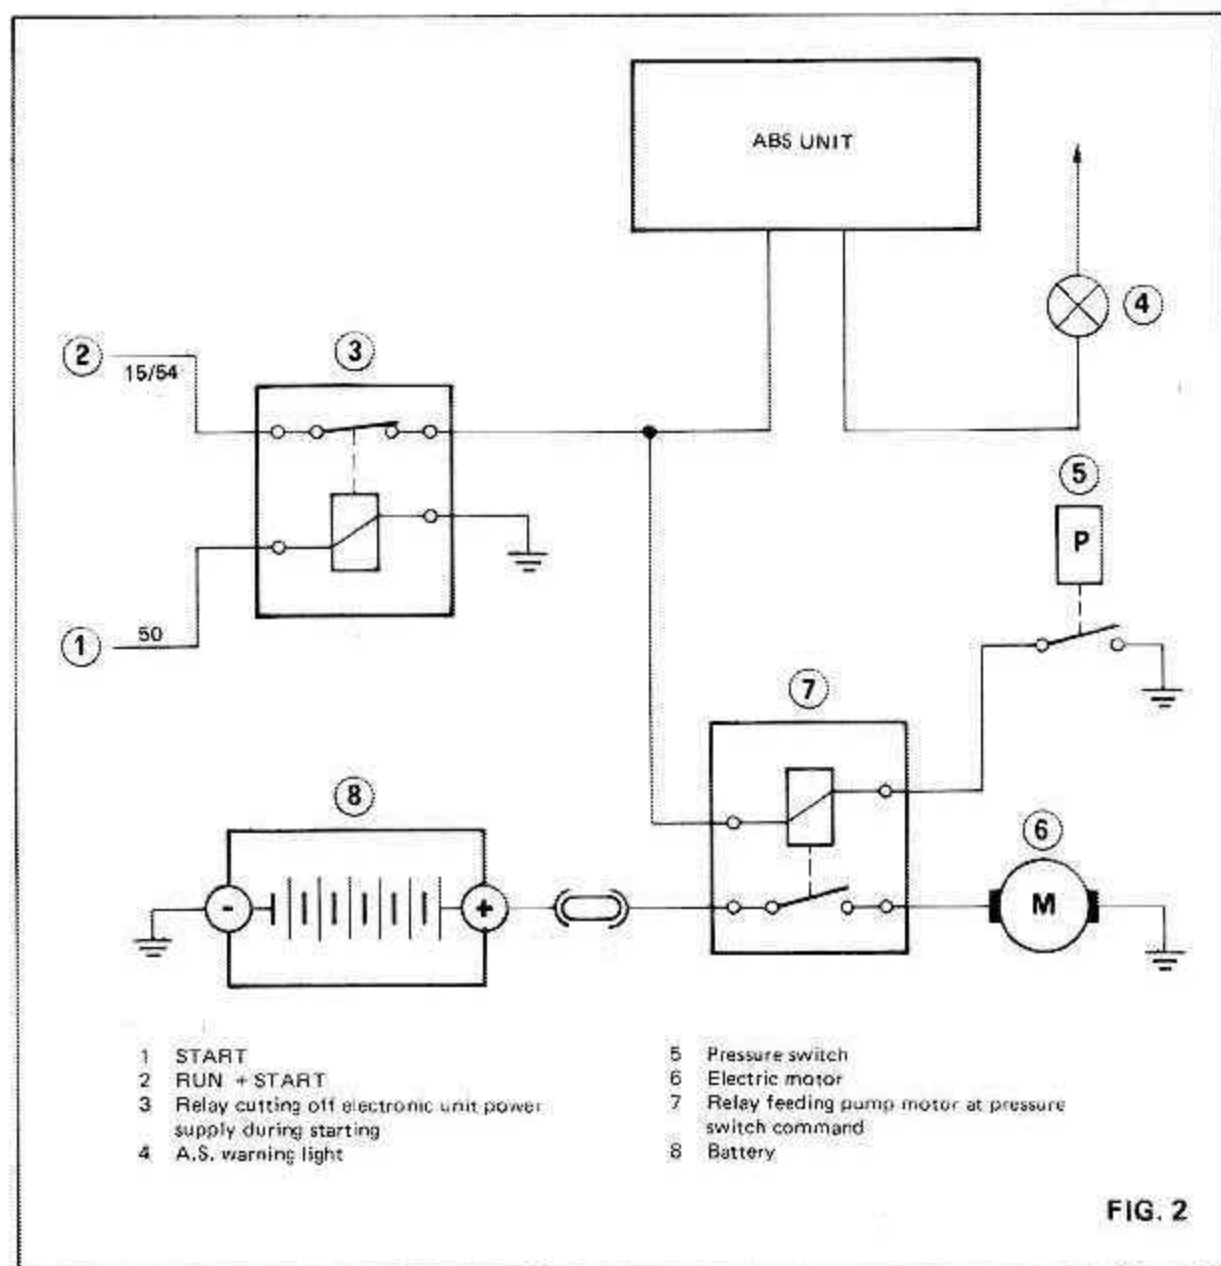 ABS UNIT
4
2
15/54
3
5
P
1
50
7
8
6
-
+
M
1 START
2 RUN + START
3 Relay cutting off electronic unit power
supply during starting
4 A.S. warning light
5 Pressure switch
6 Electric motor
7 Relay feeding pump motor at pressure
switch command
8 Battery
FIG. 2